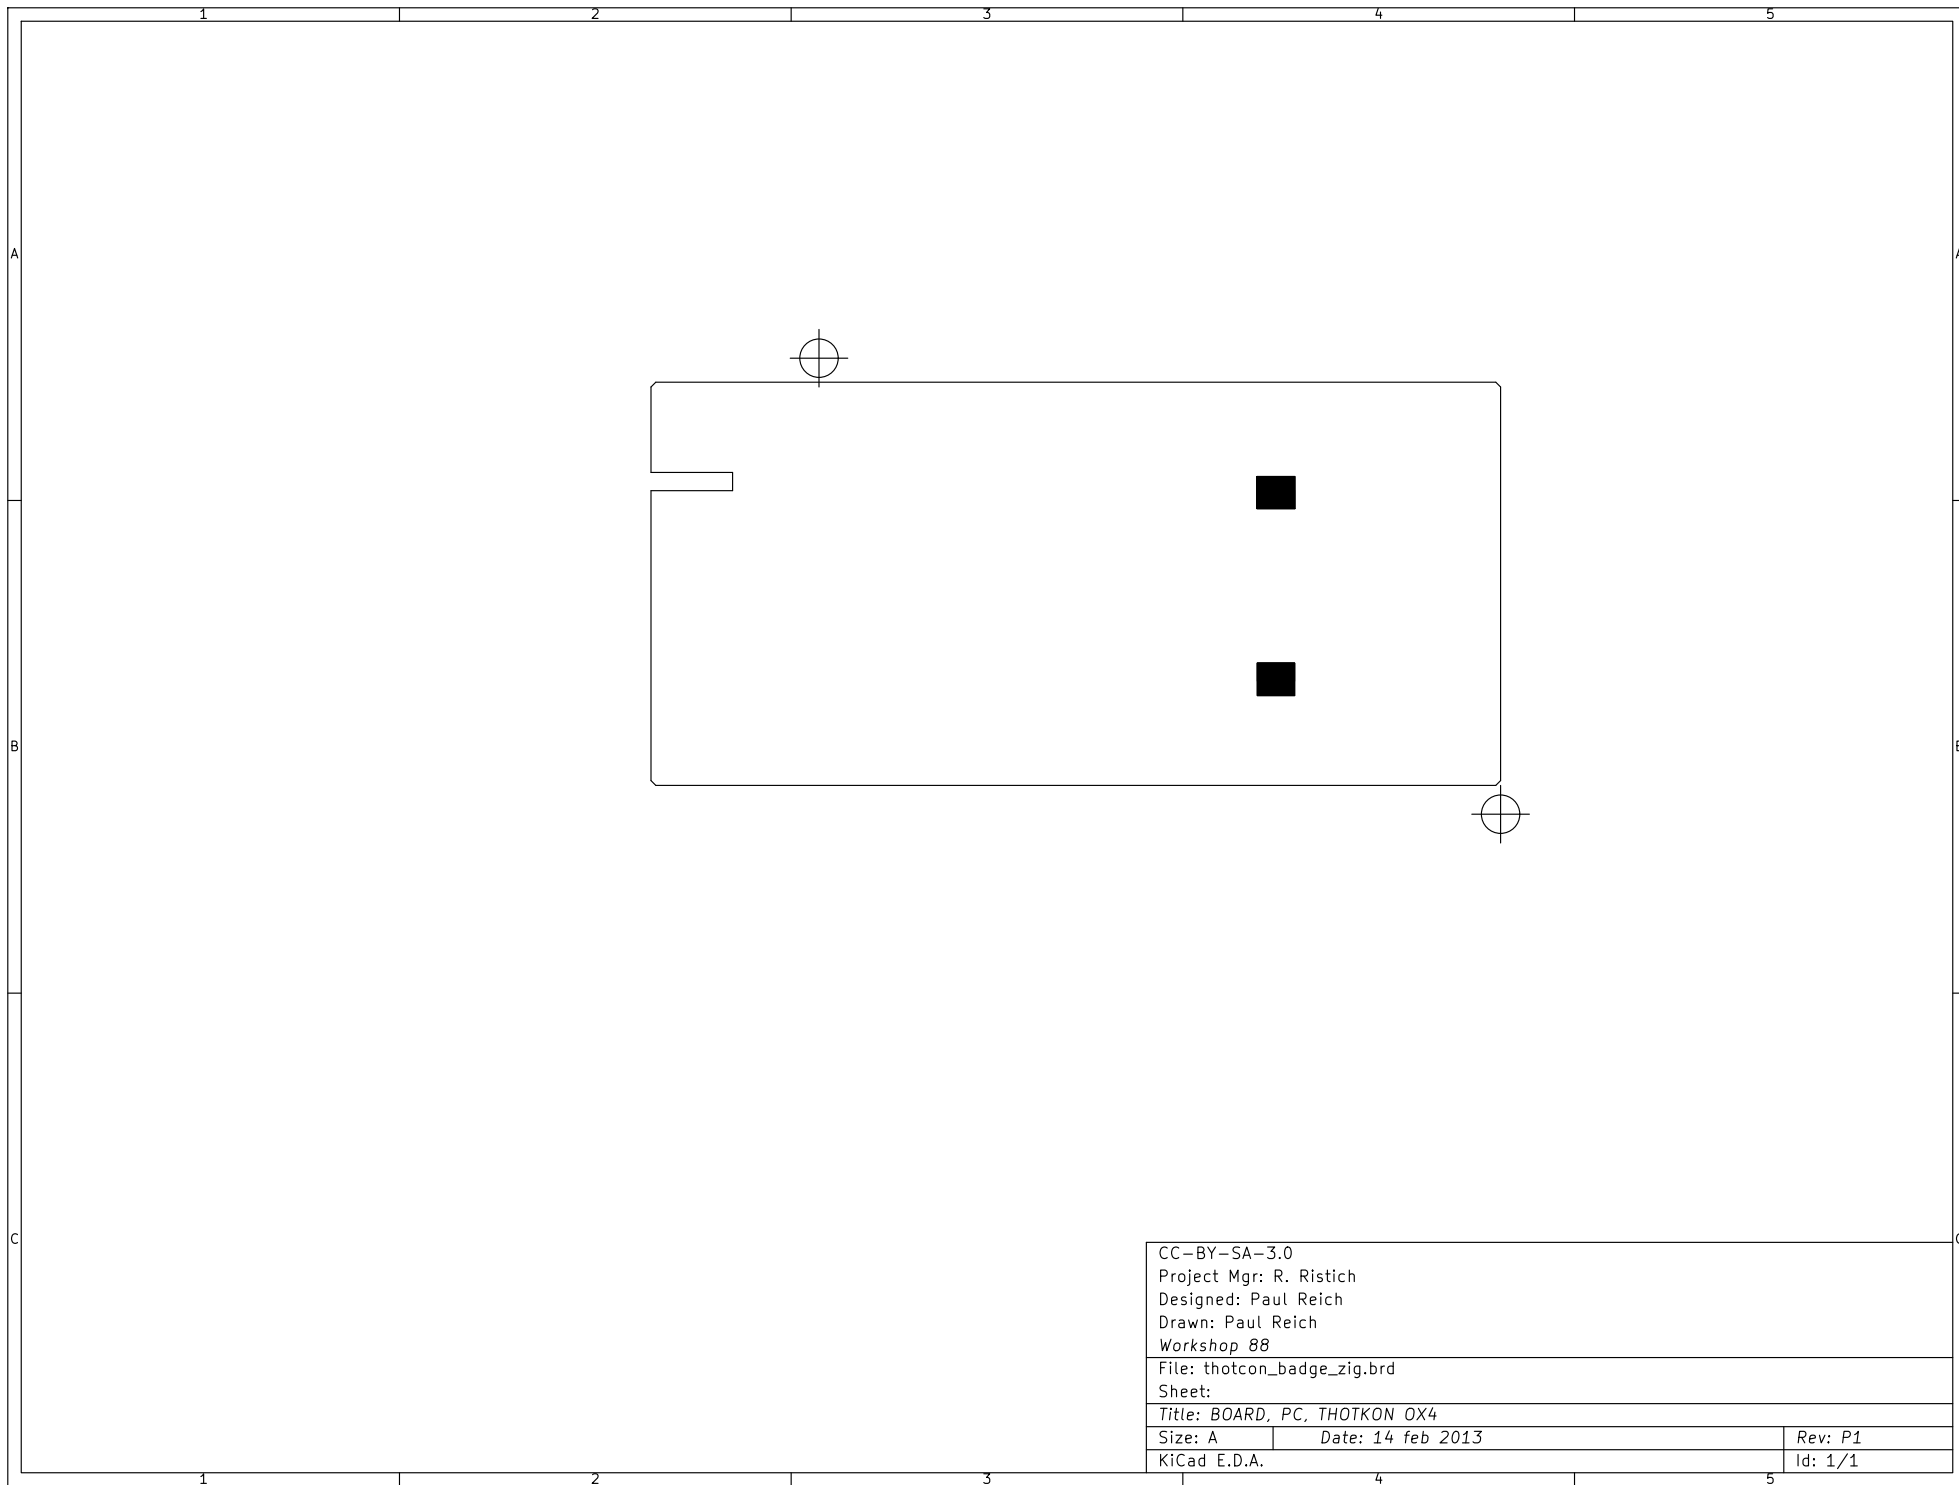 1 2 3 4 5
A A
B B
C C
CC-BY-SA-3.0
Project Mgr: R. Ristich
Designed: Paul Reich
Drawn: Paul Reich
Workshop 88
File: thotcon_badge_zig.brd
Sheet:
Title: BOARD, PC, THOTKON OX4
Size: A Date: 14 feb 2013 Rev: P1
KiCad E.D.A. Id: 1/1
1 2 3 4 5